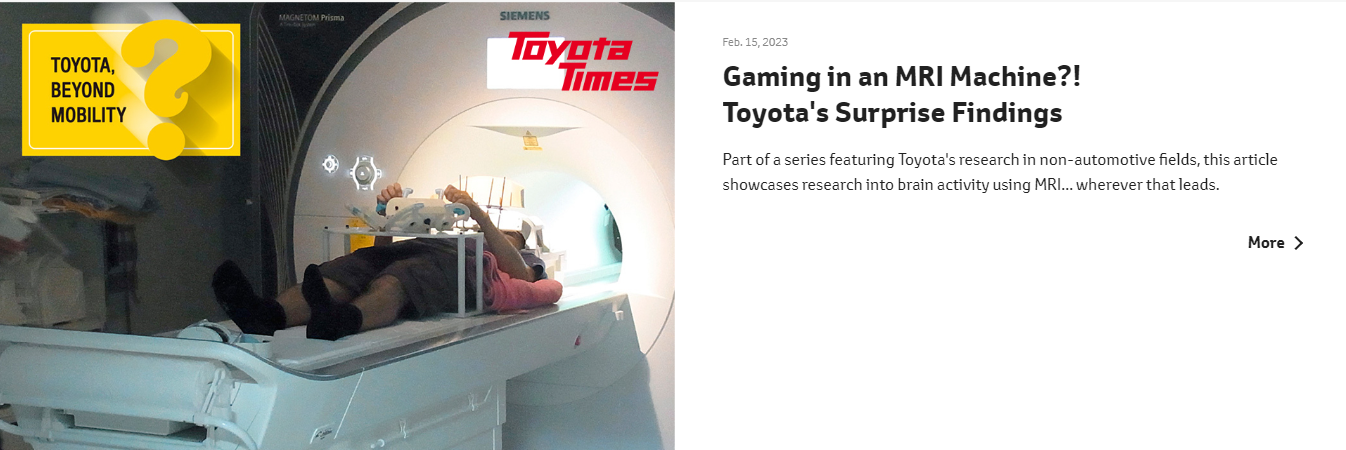 MAGNETOM Prisma
SIEMENS
Toyota
Times
TOYOTA,
BEYOND
MOBILITY
?
Feb. 15, 2023
Gaming in an MRI Machine?!
Toyota's Surprise Findings
Part of a series featuring Toyota's research in non-automotive fields, this article
showcases research into brain activity using MRI... wherever that leads.
More